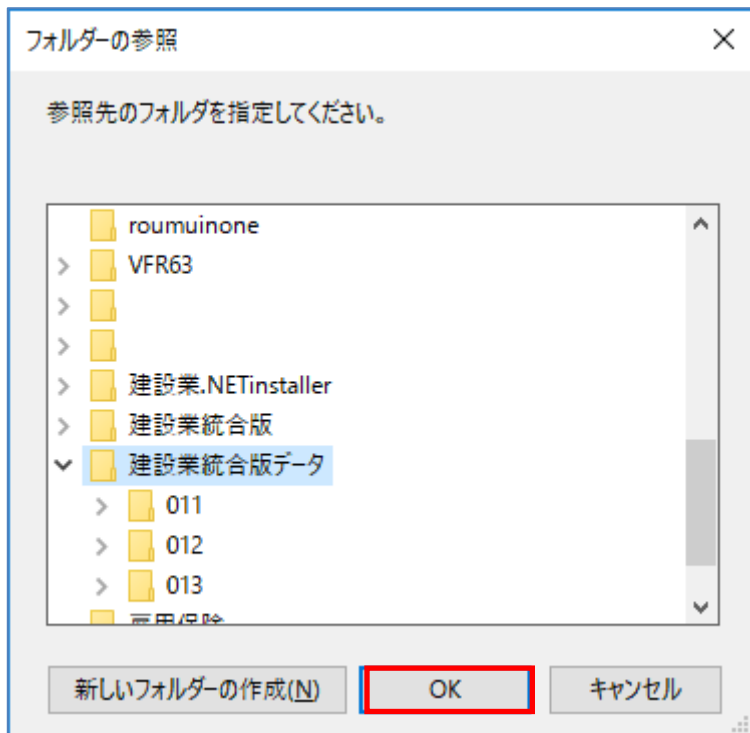 フォルダーの参照
参照先のフォルダを指定してください。
roumuinone
VFR63
建設業.NETinstaller
建設業統合版
建設業統合版データ
011
012
013
新しいフォルダーの作成(N) OK キャンセル